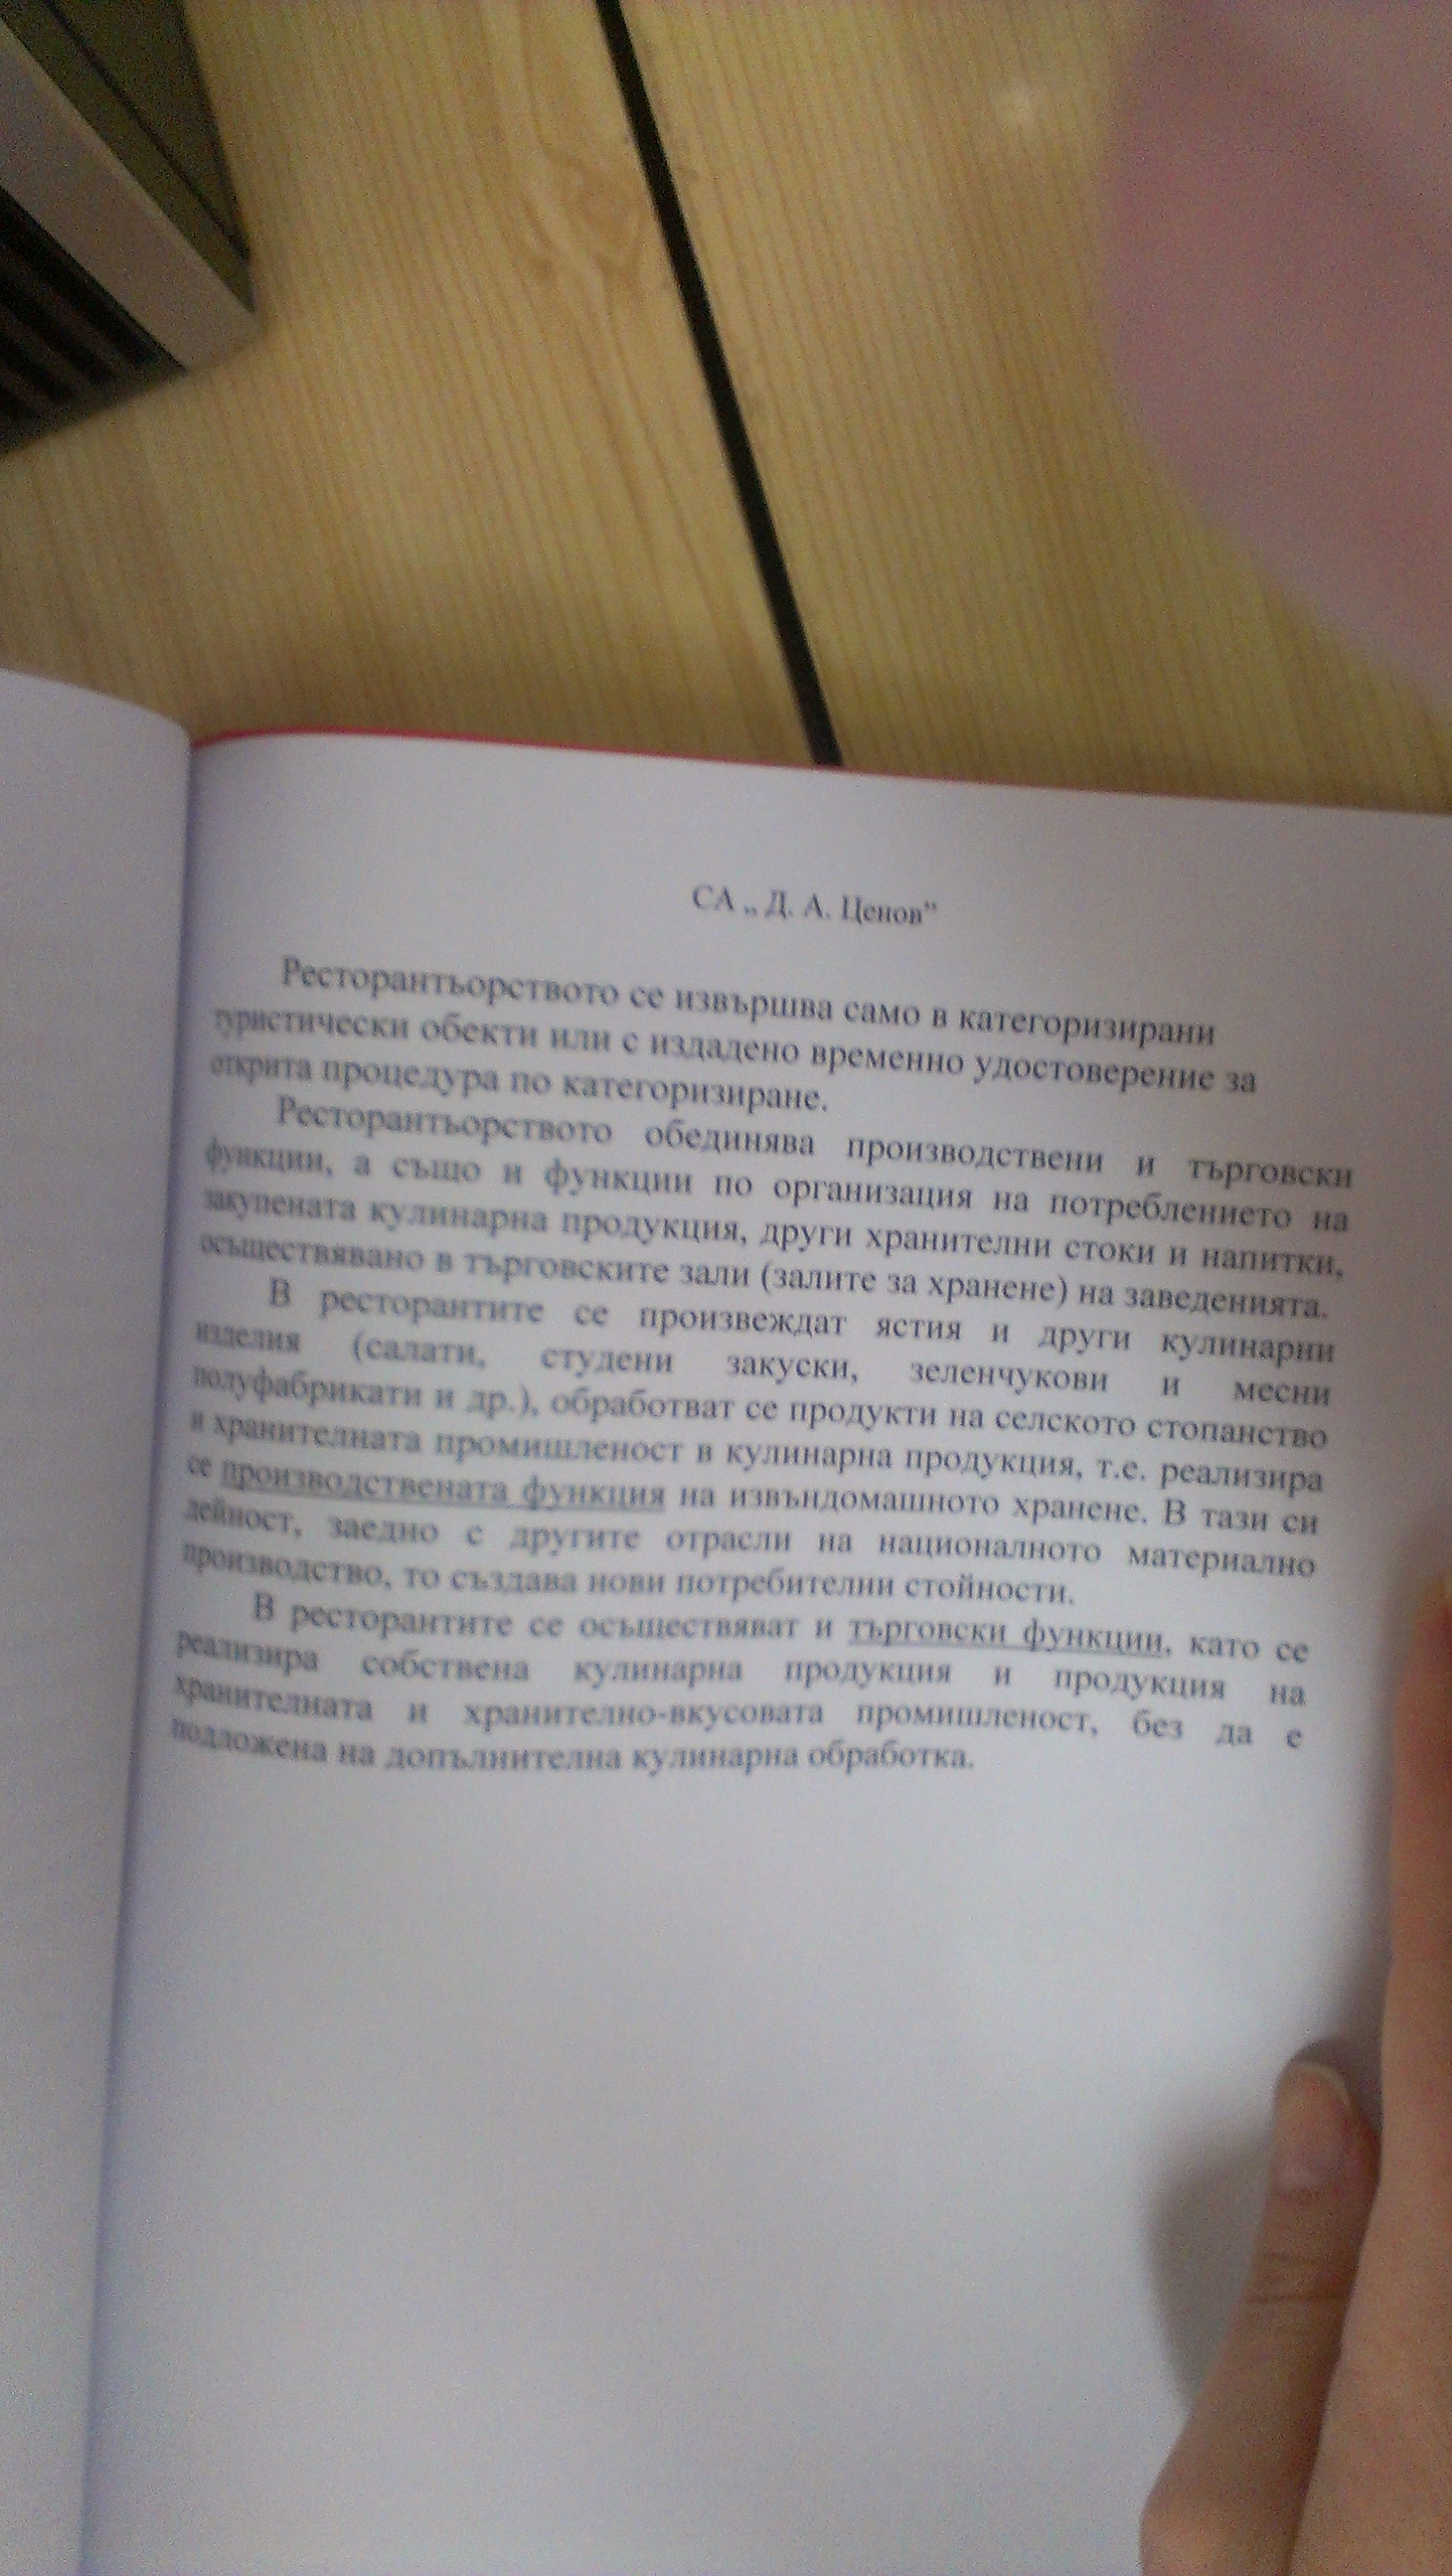 СА „ Д. А. Ценов”
Ресторантьорството се извършва само в категоризирани
туристически обекти или с издадено временно удостоверение за
открита процедура по категоризиране.
Ресторантьорството обединява производствени и търговски
функции, а също и функции по организация на потреблението на
закупената кулинарна продукция, други хранителни стоки и напитки,
осъществявано в търговските зали (залите за хранене) на заведенията.
В ресторантите се произвеждат ястия и други кулинарни
изделия (салати, студени закуски, зеленчукови и месни
полуфабрикати и др.), обработват се продукти на селското стопанство
и хранителната промишленост в кулинарна продукция, т.е. реализира
се производствената функция на извъндомашното хранене. В тази си
дейност, заедно с другите отрасли на националното материално
производство, то създава нови потребителни стойности.
В ресторантите се осъществяват и търговски функции, като се
реализира собствена кулинарна продукция и продукция на
хранителната и хранително-вкусовата промишленост, без да е
подложена на допълнителна кулинарна обработка.